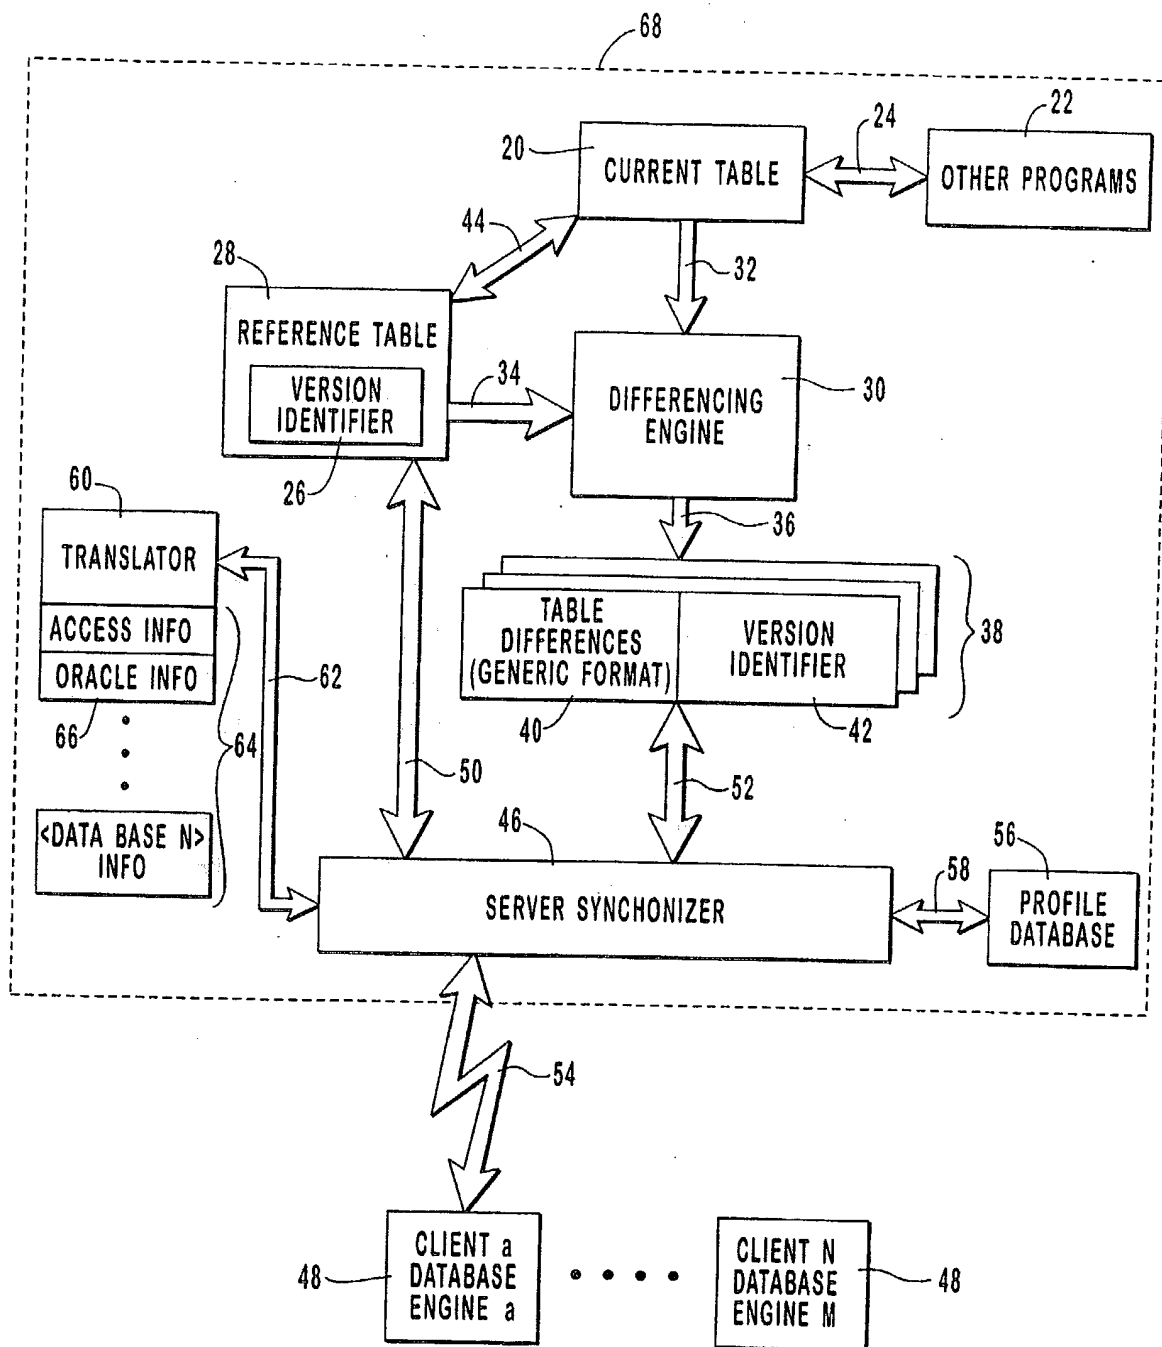 68
20
CURRENT TABLE
24
22
OTHER PROGRAMS
44
32
28
REFERENCE TABLE
VERSION
IDENTIFIER
26
34
DIFFERENCING
ENGINE
30
36
60
TRANSLATOR
ACCESS INFO
ORACLE INFO
66
64
<DATA BASE N>
INFO
62
50
TABLE
DIFFERENCES
(GENERIC FORMAT)
40
VERSION
IDENTIFIER
42
38
52
46
SERVER SYNCHONIZER
58
56
PROFILE
DATABASE
54
48
CLIENT a
DATABASE
ENGINE a
CLIENT N
DATABASE
ENGINE M
48